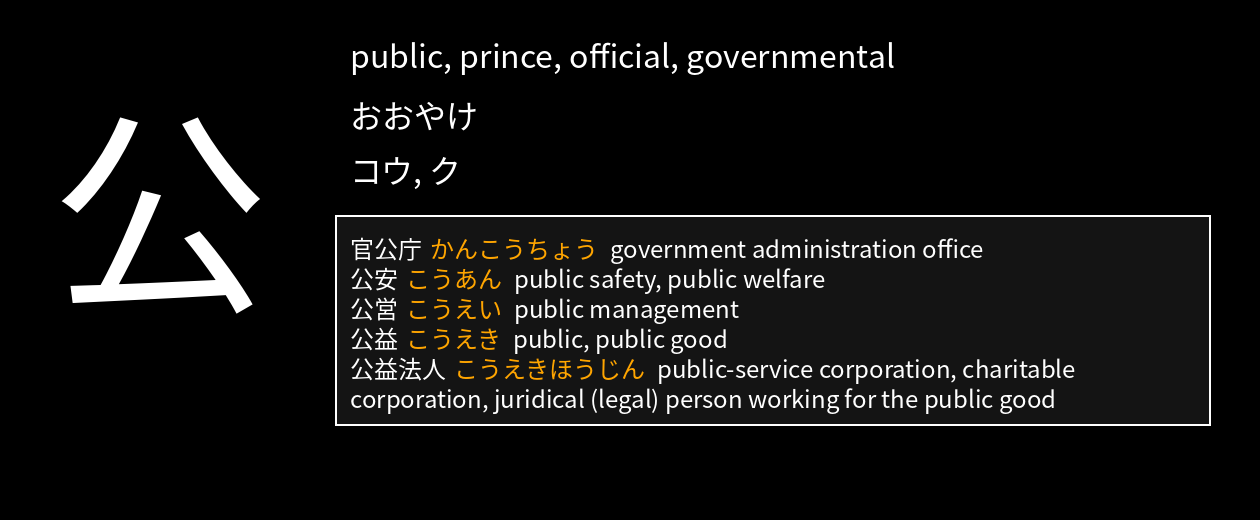 公
public, prince, official, governmental
おおやけ
コウ, ク
官公庁 かんこうちょう government administration office
公安 こうあん public safety, public welfare
公営 こうえい public management
公益 こうえき public, public good
公益法人 こうえきほうじん public-service corporation, charitable
corporation, juridical (legal) person working for the public good